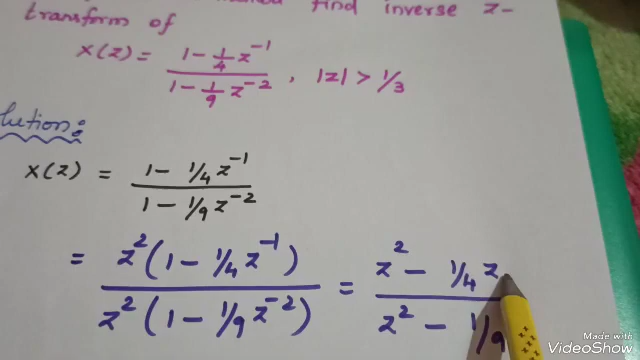 find inverse z-
transform of
X(z) = (1 - 1/4 z^-1) / (1 - 1/9 z^-2) , |z| > 1/3
lution:
X(z) = (1 - 1/4 z^-1) / (1 - 1/9 z^-2)
= z^2 (1 - 1/4 z^-1) / z^2 (1 - 1/9 z^-2) = z^2 - 1/4 z / z^2 - 1/9
Made with
VideoShow